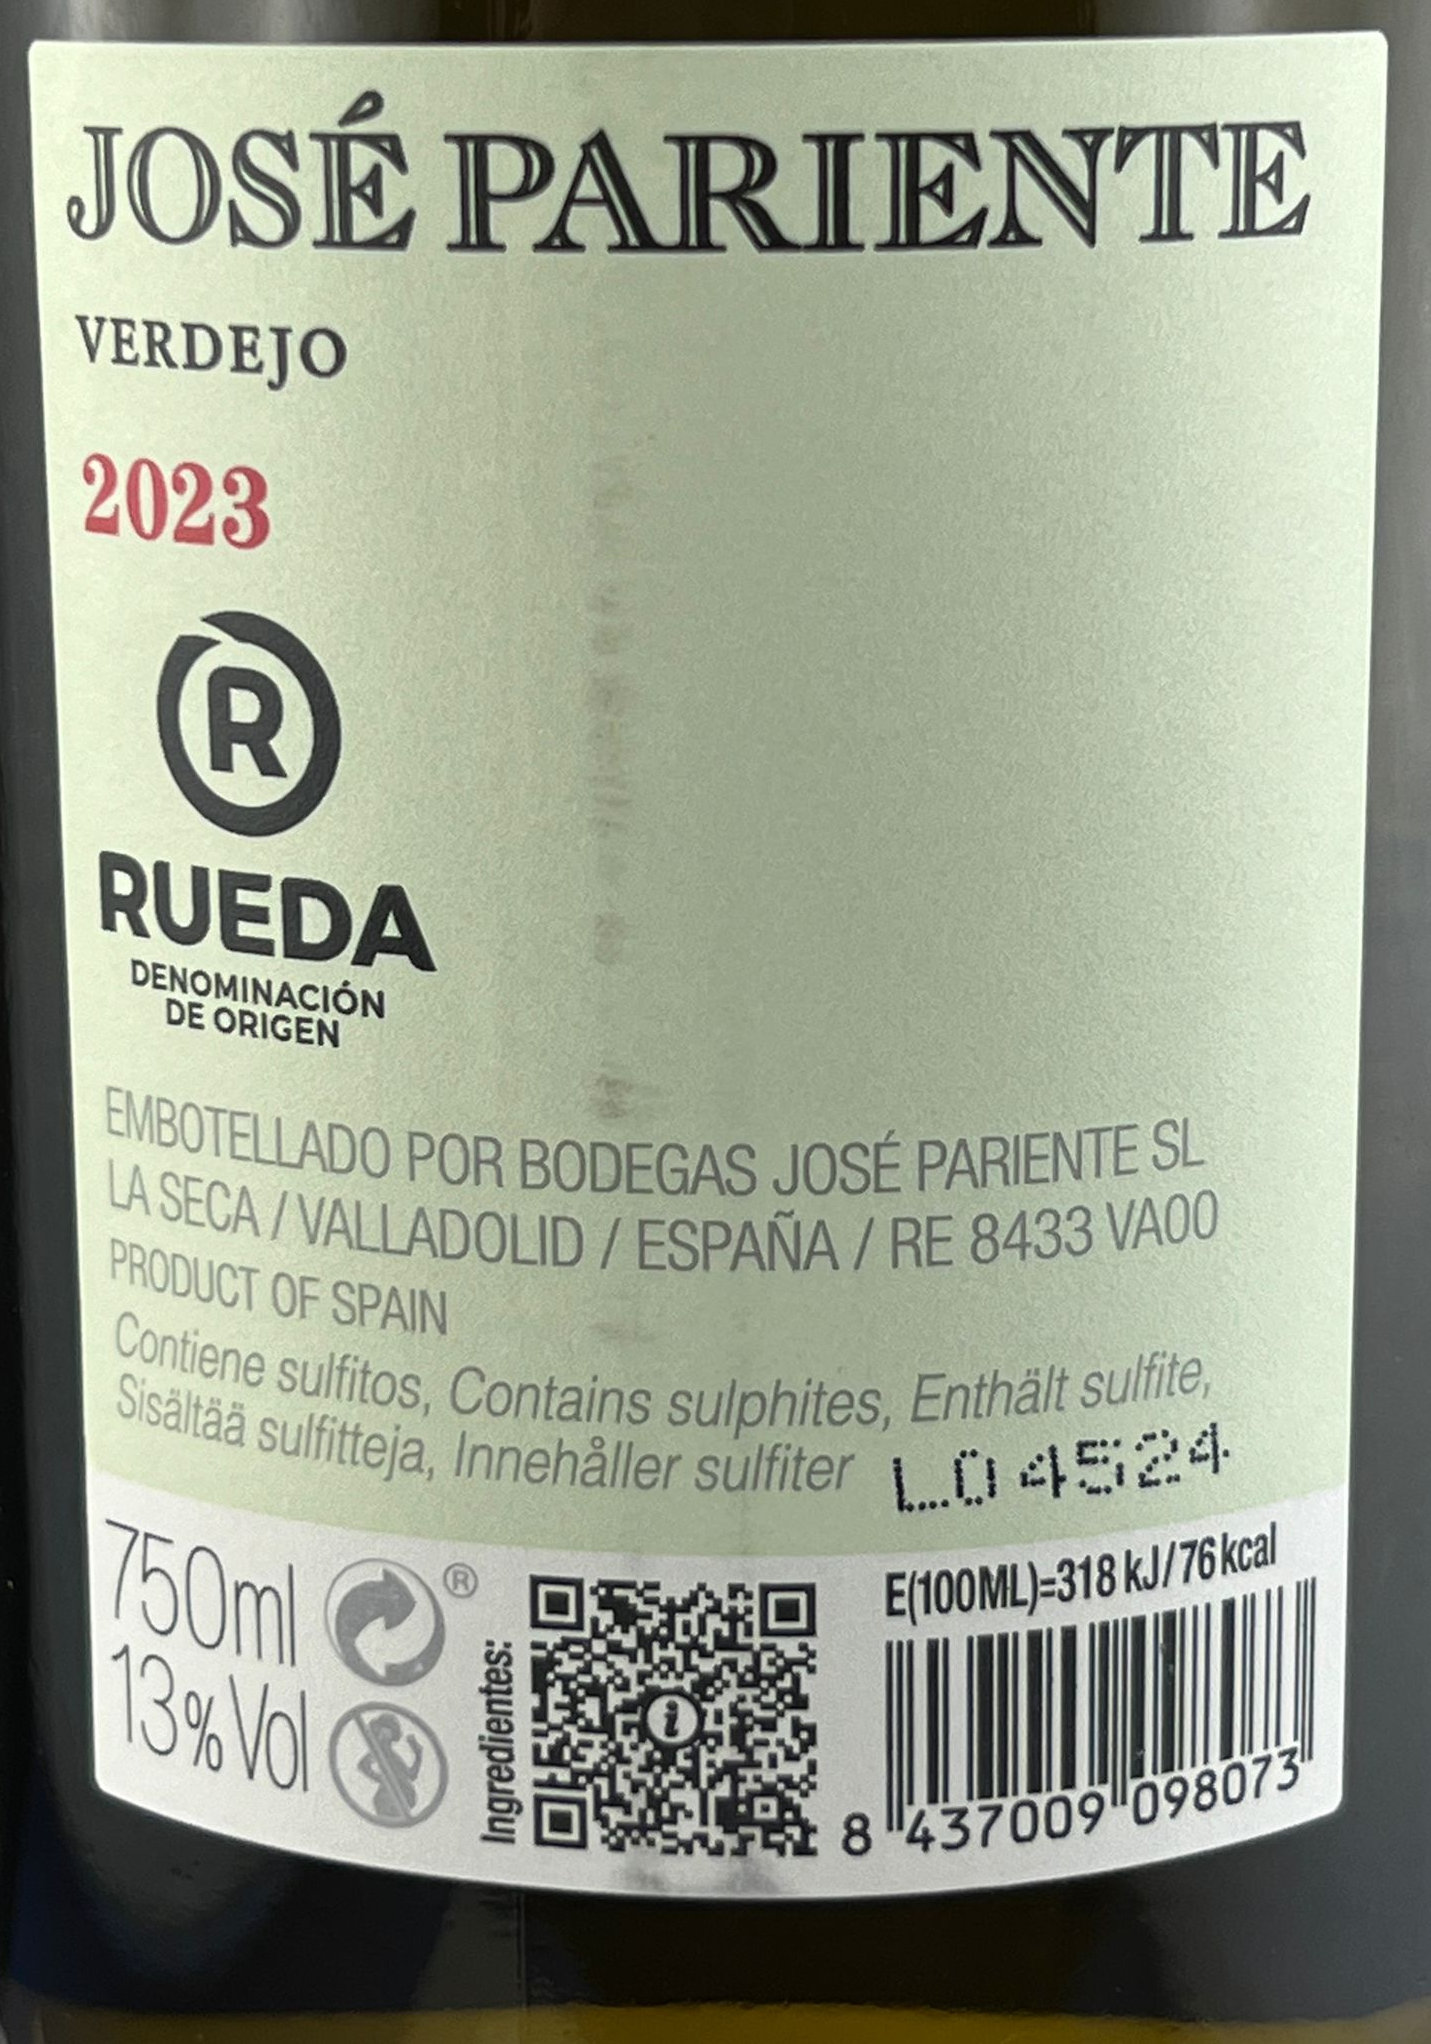 JOSÉ PARIENTE
VERDEJO
2023
R
RUEDA
DENOMINACIÓN
DE ORIGEN
EMBOTELLADO POR BODEGAS JOSÉ PARIENTE SL
LA SECA / VALLADOLID / ESPAÑA / RE 8433 VA00
PRODUCT OF SPAIN
Contiene sulfitos, Contains sulphites, Enthält sulfite,
Sisältää sulfitteja, Innehåller sulfiter L04524
750ml ®
13% Vol
Ingredientes:
i
E(100ML)=318 kJ/76 kcal
8 437009 098073